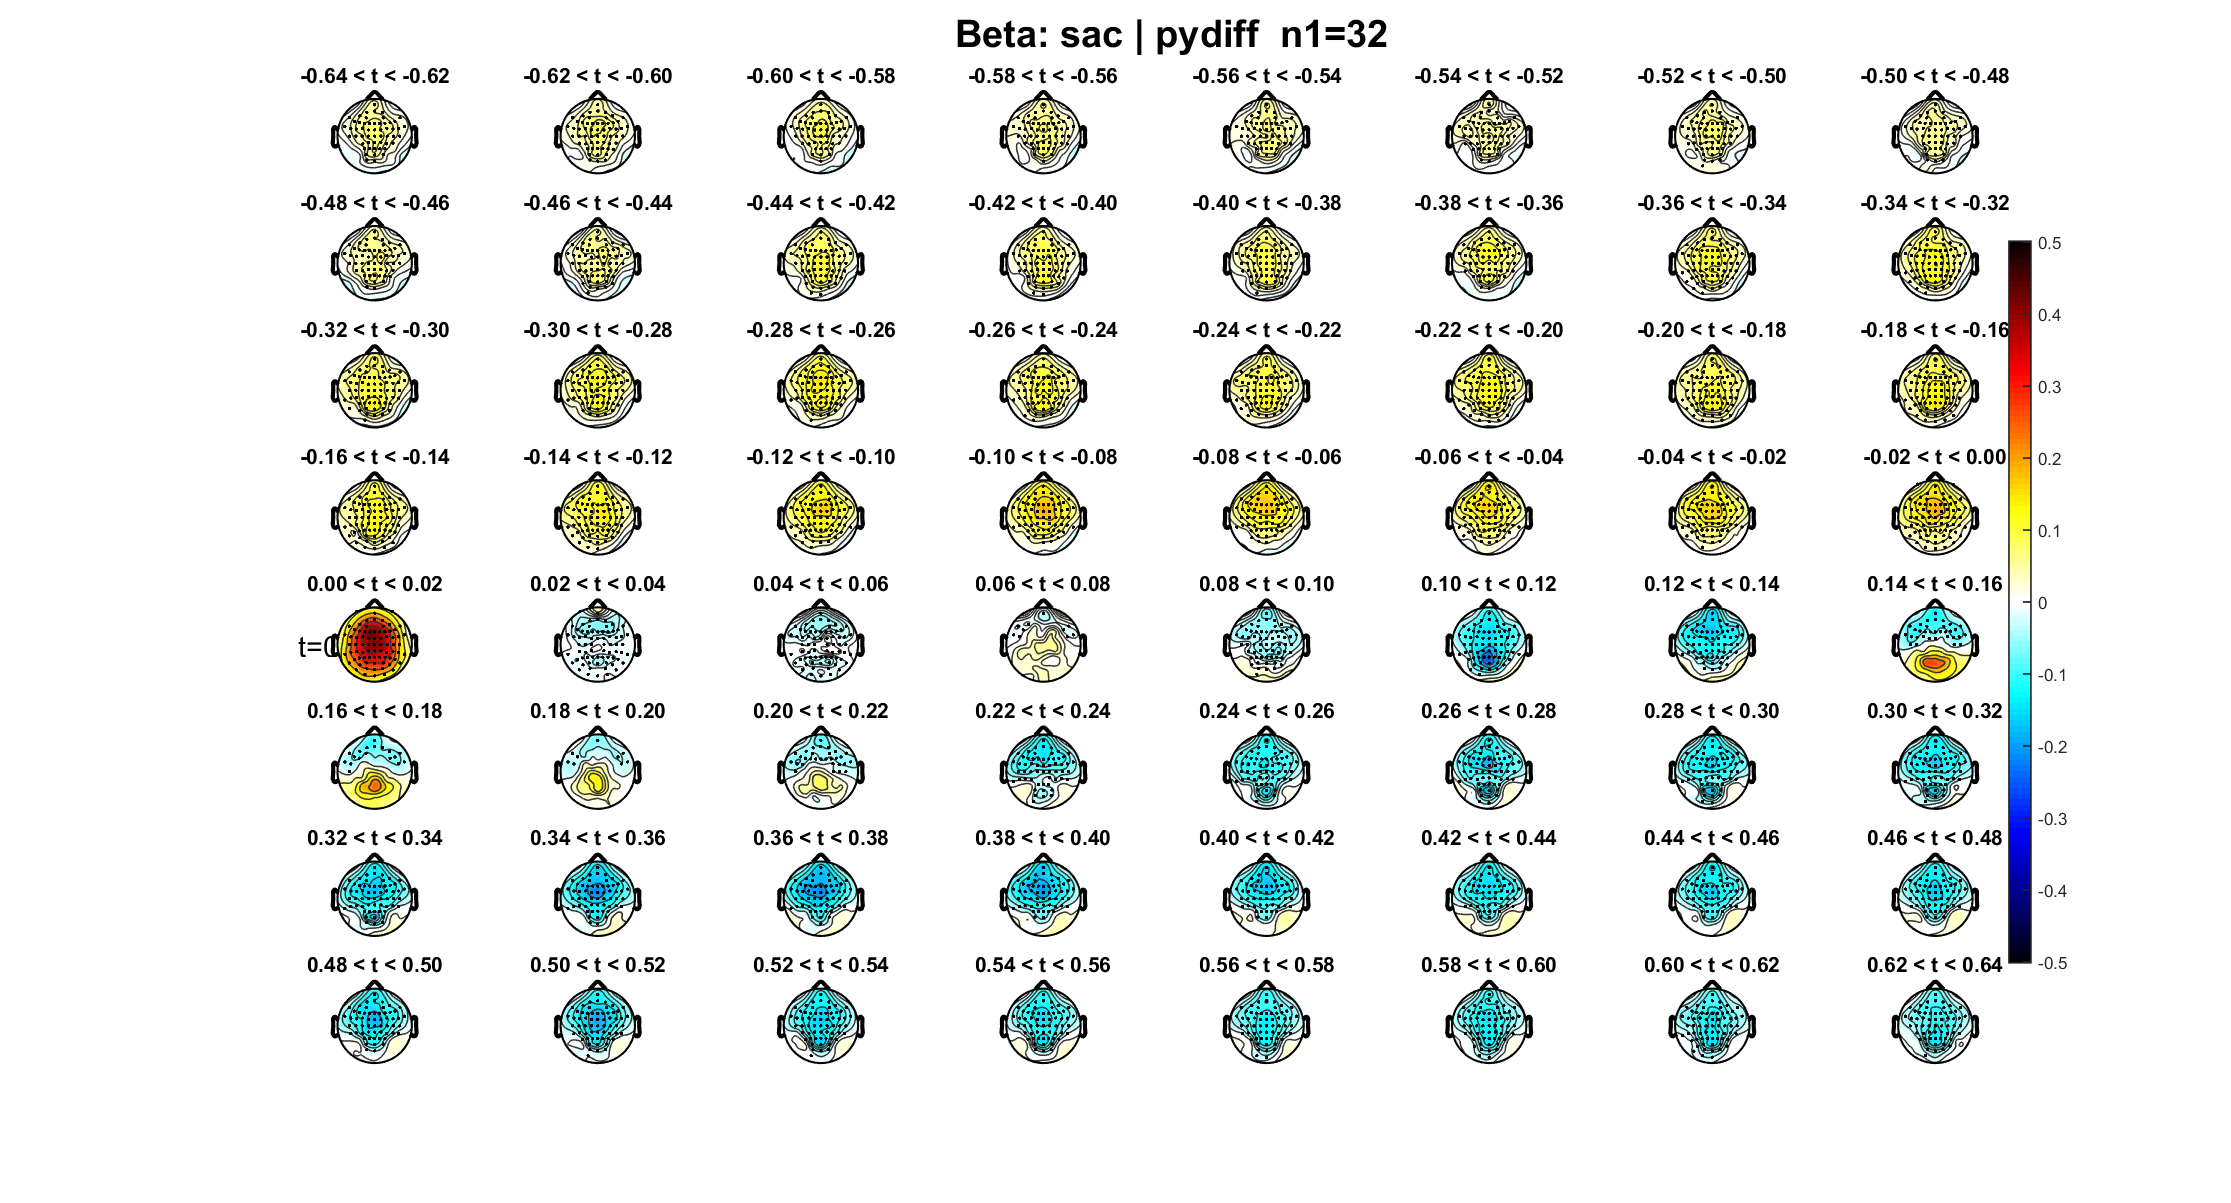 Beta: sac | pydiff n1=32
-0.64 < t < -0.62 -0.62 < t < -0.60 -0.60 < t < -0.58 -0.58 < t < -0.56 -0.56 < t < -0.54 -0.54 < t < -0.52 -0.52 < t < -0.50 -0.50 < t < -0.48
-0.48 < t < -0.46 -0.46 < t < -0.44 -0.44 < t < -0.42 -0.42 < t < -0.40 -0.40 < t < -0.38 -0.38 < t < -0.36 -0.36 < t < -0.34 -0.34 < t < -0.32
-0.32 < t < -0.30 -0.30 < t < -0.28 -0.28 < t < -0.26 -0.26 < t < -0.24 -0.24 < t < -0.22 -0.22 < t < -0.20 -0.20 < t < -0.18 -0.18 < t < -0.16
-0.16 < t < -0.14 -0.14 < t < -0.12 -0.12 < t < -0.10 -0.10 < t < -0.08 -0.08 < t < -0.06 -0.06 < t < -0.04 -0.04 < t < -0.02 -0.02 < t < 0.00
0.00 < t < 0.02 0.02 < t < 0.04 0.04 < t < 0.06 0.06 < t < 0.08 0.08 < t < 0.10 0.10 < t < 0.12 0.12 < t < 0.14 0.14 < t < 0.16
t=0
0.16 < t < 0.18 0.18 < t < 0.20 0.20 < t < 0.22 0.22 < t < 0.24 0.24 < t < 0.26 0.26 < t < 0.28 0.28 < t < 0.30 0.30 < t < 0.32
0.32 < t < 0.34 0.34 < t < 0.36 0.36 < t < 0.38 0.38 < t < 0.40 0.40 < t < 0.42 0.42 < t < 0.44 0.44 < t < 0.46 0.46 < t < 0.48
0.48 < t < 0.50 0.50 < t < 0.52 0.52 < t < 0.54 0.54 < t < 0.56 0.56 < t < 0.58 0.58 < t < 0.60 0.60 < t < 0.62 0.62 < t < 0.64
0.5
0.4
0.3
0.2
0.1
0
-0.1
-0.2
-0.3
-0.4
-0.5